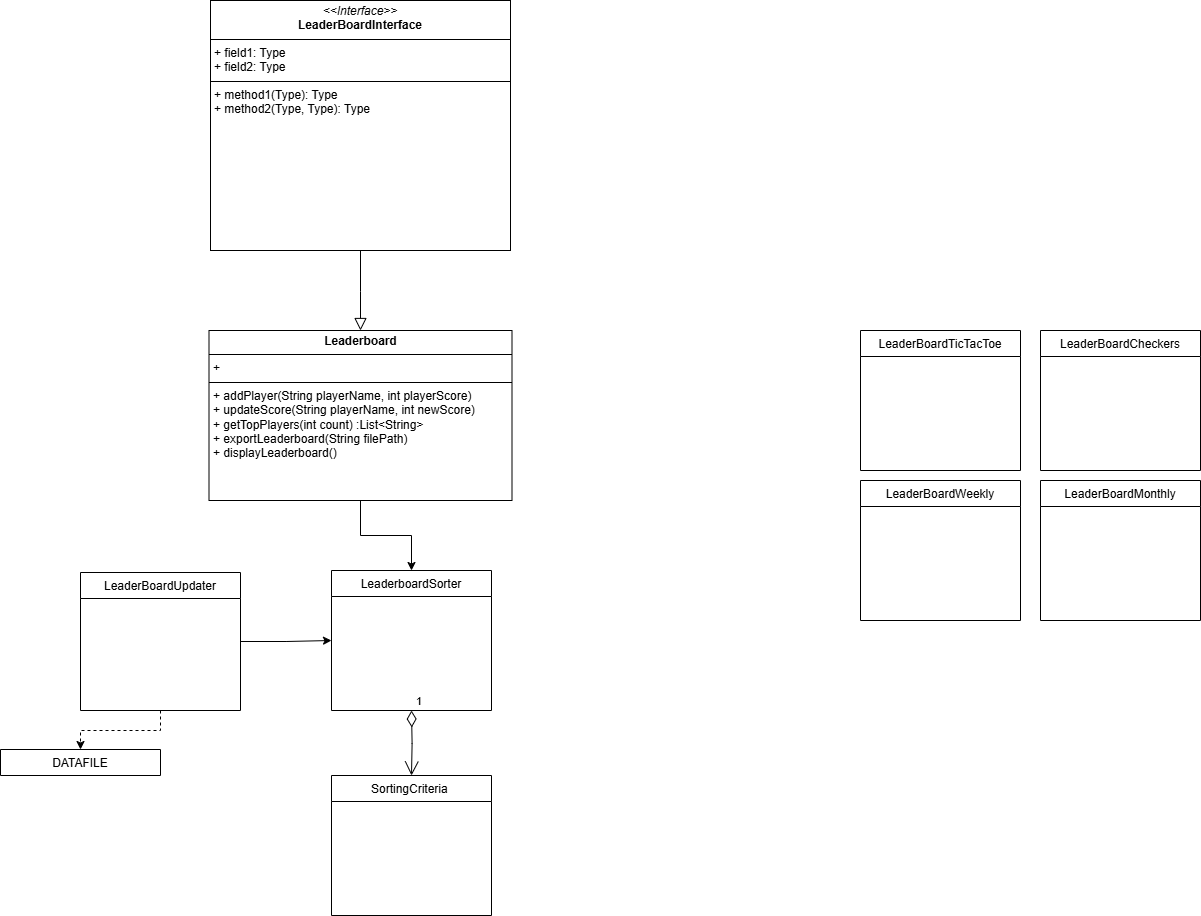 <<Interface>>
LeaderBoardInterface
+ field1: Type
+ field2: Type
+ method1(Type): Type
+ method2(Type, Type): Type
Leaderboard
+
+ addPlayer(String playerName, int playerScore)
+ updateScore(String playerName, int newScore)
+ getTopPlayers(int count) :List<String>
+ exportLeaderboard(String filePath)
+ displayLeaderboard()
LeaderBoardTicTacToe
LeaderBoardCheckers
LeaderBoardWeekly
LeaderBoardMonthly
LeaderBoardUpdater
LeaderboardSorter
1
DATAFILE
SortingCriteria